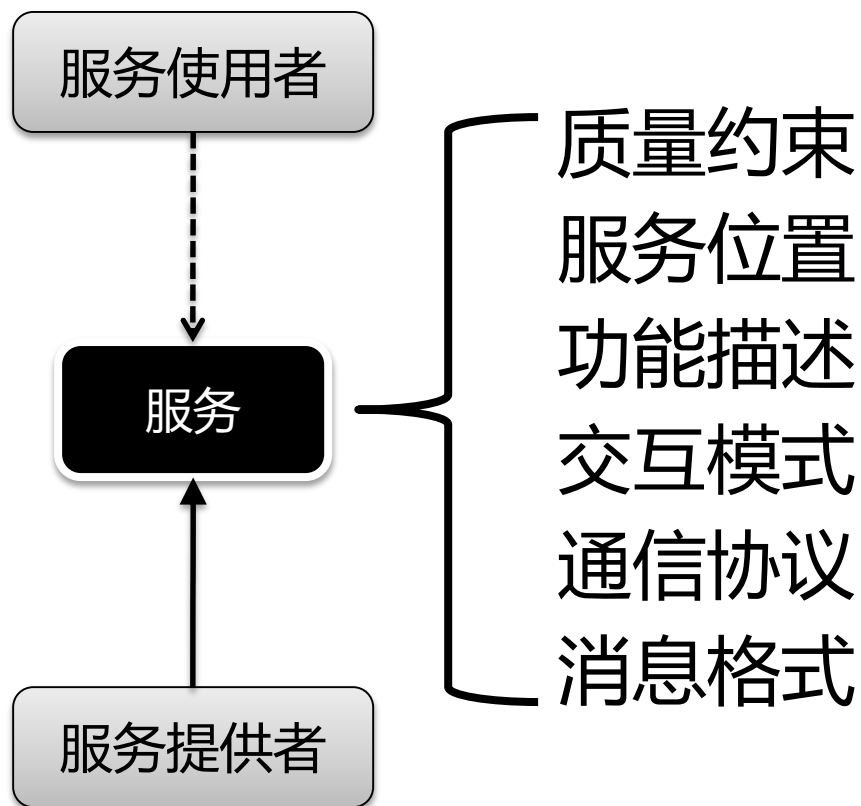 服务使用者
服务
服务提供者
质量约束
服务位置
功能描述
交互模式
通信协议
消息格式